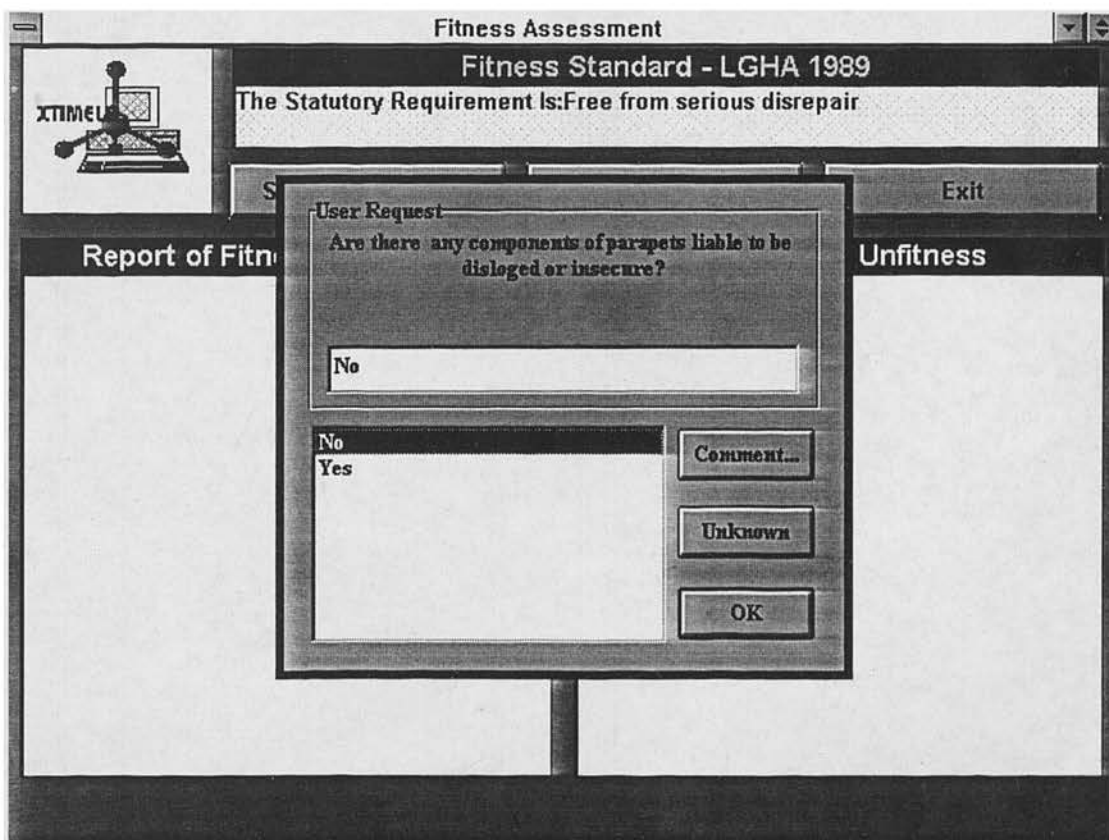 Fitness Assessment
Fitness Standard - LGHA 1989
The Statutory Requirement Is:Free from serious disrepair
Exit
Report of
Unfitness
User Request
Are there any components of parapets liable to be
disloged or insecure?
No
No
Yes
Comment...
Unknown
OK